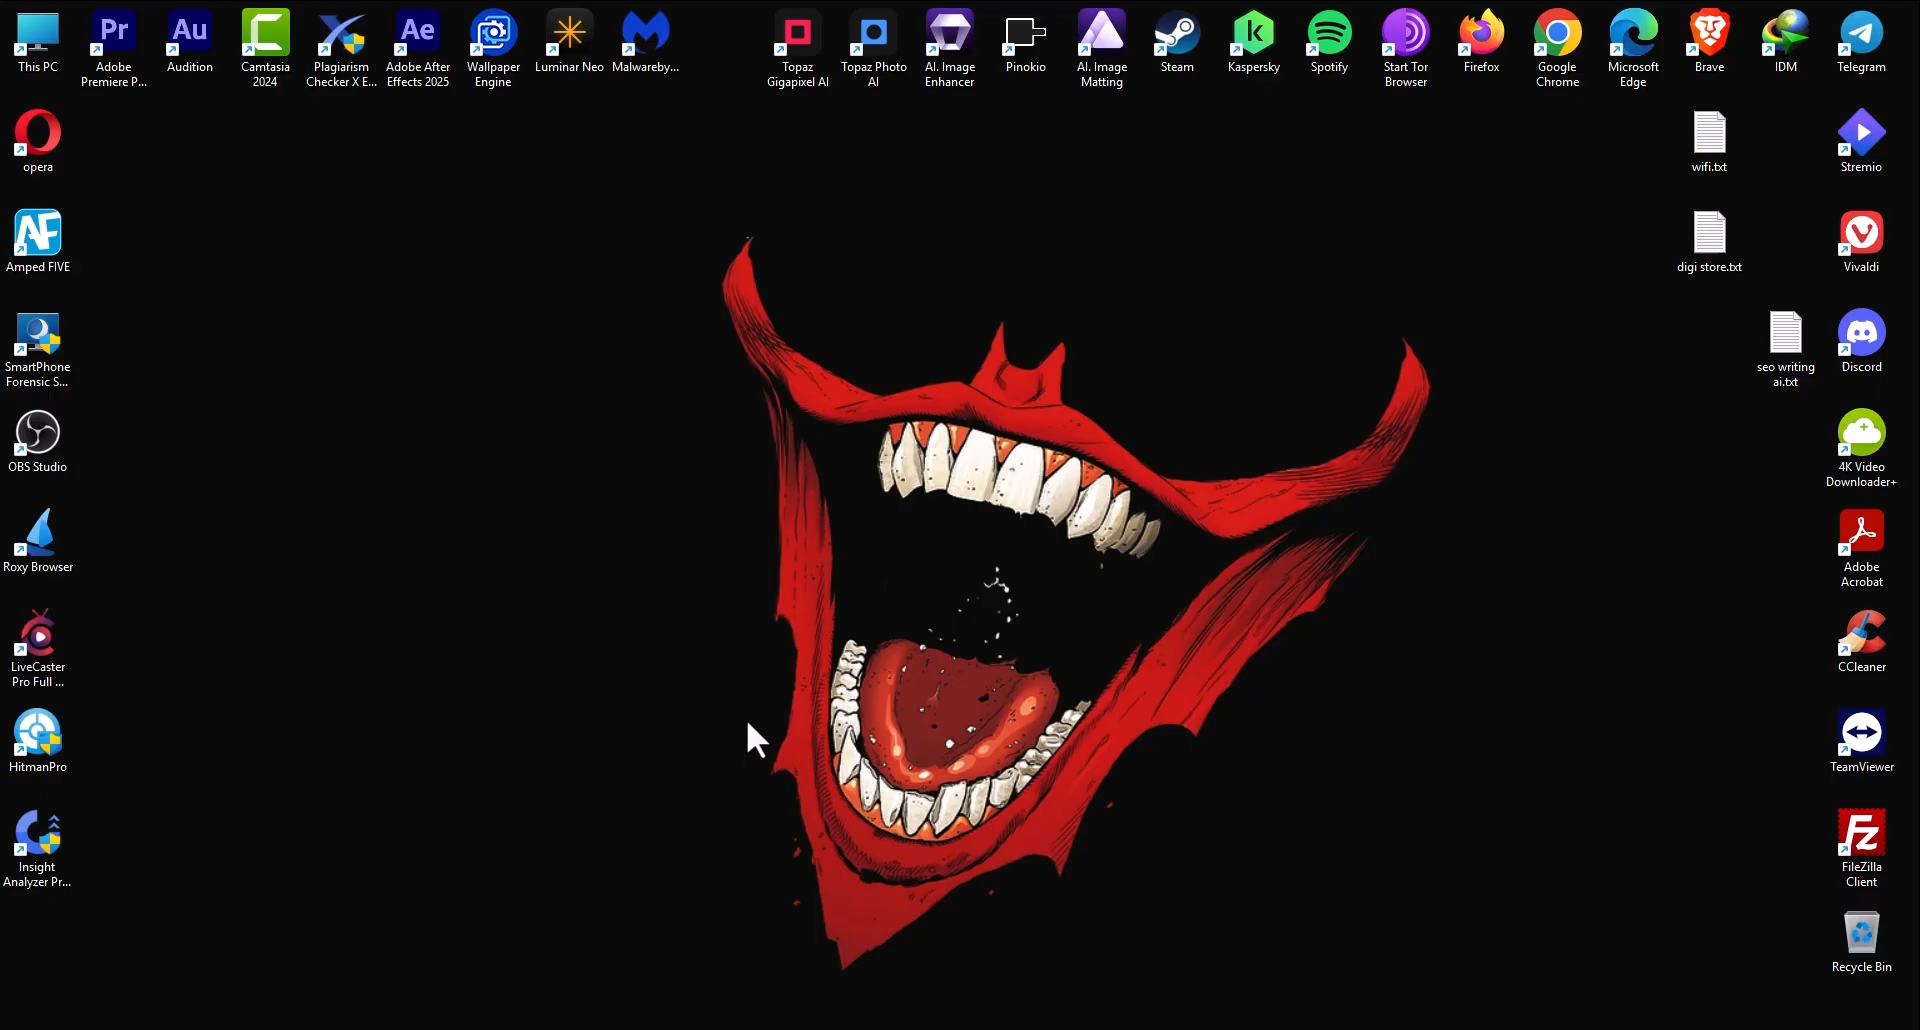 This PC
Adobe
Premiere P...
Audition
Camtasia
2024
Plagiarism
Checker X E...
Adobe After
Effects 2025
Wallpaper
Engine
Luminar Neo
Malwareby...
Topaz
Gigapixel AI
Topaz Photo
AI
AI. Image
Enhancer
Pinokio
AI. Image
Matting
Steam
Kaspersky
Spotify
Start Tor
Browser
Firefox
Google
Chrome
Microsoft
Edge
Brave
IDM
Telegram
Pr
Au
Ae
k
opera
wifi.txt
Stremio
AF
Amped FIVE
digi store.txt
Vivaldi
SmartPhone
Forensic S...
seo writing
ai.txt
Discord
OBS Studio
4K Video
Downloader+
Roxy Browser
Adobe
Acrobat
LiveCaster
Pro Full ...
CCleaner
HitmanPro
TeamViewer
Insight
Analyzer Pr...
Fz
FileZilla
Client
Recycle Bin